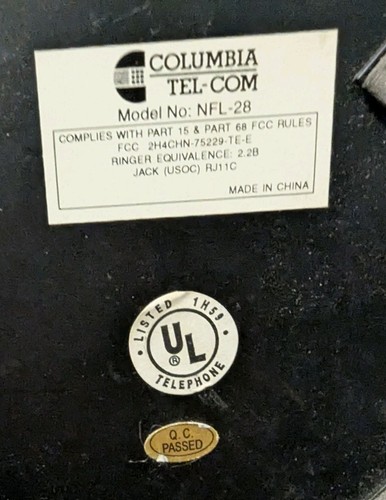 COLUMBIA
TEL-COM
Model No: NFL-28
COMPLIES WITH PART 15 & PART 68 FCC RULES
FCC 2H4CHN-75229-TE-E
RINGER EQUIVALENCE: 2.2B
JACK (USOC) RJ11C
MADE IN CHINA
LISTED 1H59
UL
®
TELEPHONE
Q.C.
PASSED